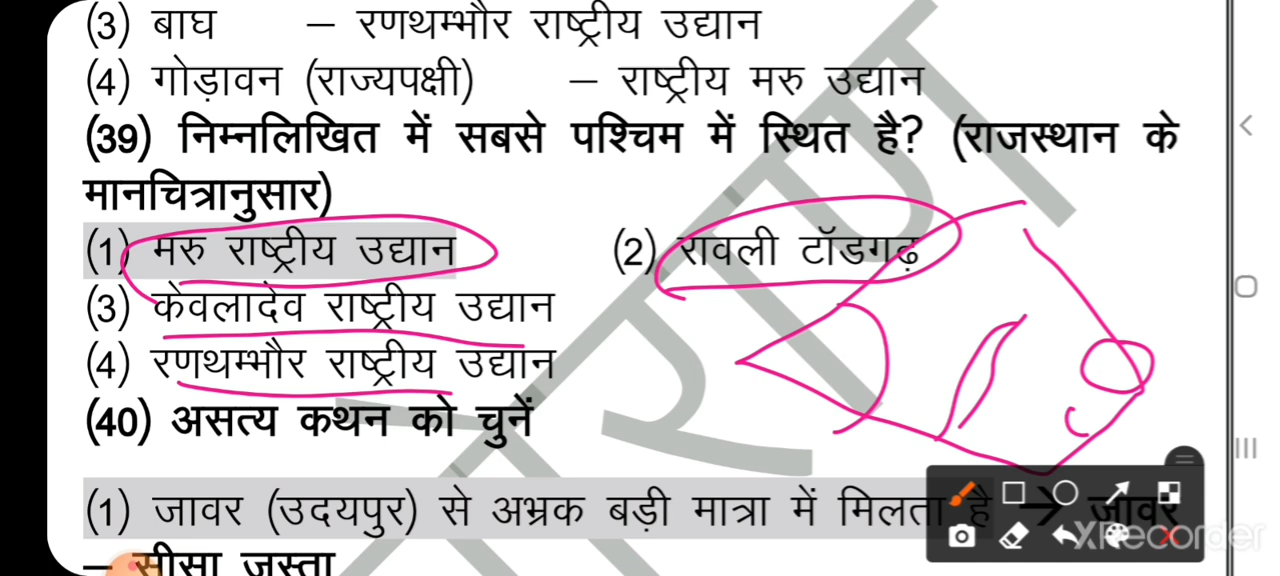 (3) बाघ – रणथम्भौर राष्ट्रीय उद्यान
(4) गोड़ावन (राज्यपक्षी) – राष्ट्रीय मरु उद्यान
(39) निम्नलिखित में सबसे पश्चिम में स्थित है? (राजस्थान के
मानचित्रानुसार)
(1) मरु राष्ट्रीय उद्यान (2) रावली टॉडगढ़
(3) केवलादेव राष्ट्रीय उद्यान
(4) रणथम्भौर राष्ट्रीय उद्यान
(40) असत्य कथन को चुनें
(1) जावर (उदयपुर) से अभ्रक बड़ी मात्रा में मिलता है → जावर
– सीसा जस्ता
XRecorder